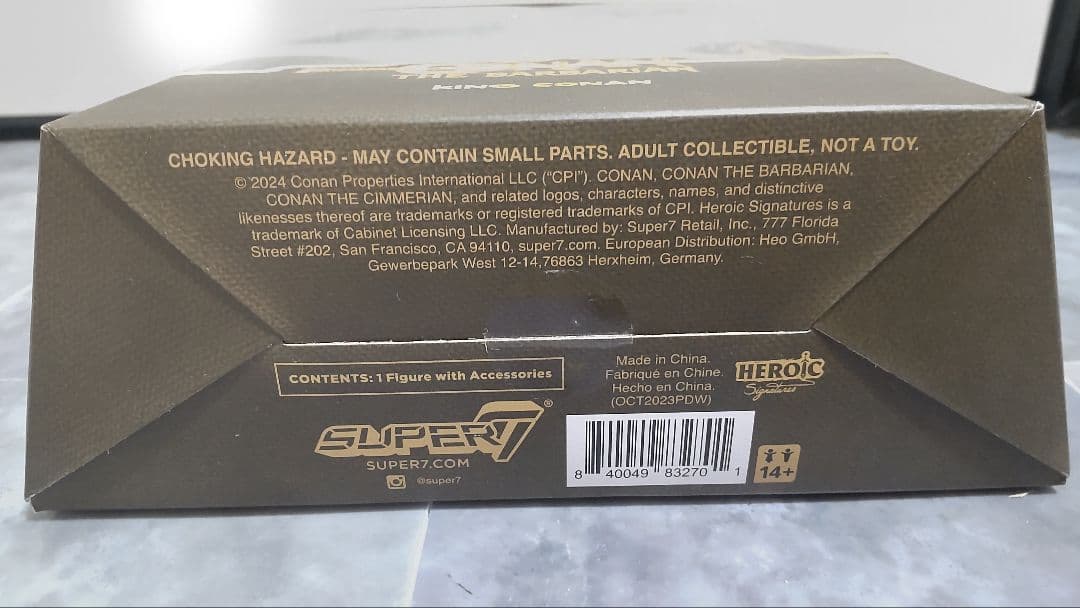 THE BARBARIAN
KING CONAN
CHOKING HAZARD - MAY CONTAIN SMALL PARTS. ADULT COLLECTIBLE, NOT A TOY.
© 2024 Conan Properties International LLC (“CPI”). CONAN, CONAN THE BARBARIAN,
CONAN THE CIMMERIAN, and related logos, characters, names, and distinctive
likenesses thereof are trademarks or registered trademarks of CPI. Heroic Signatures is a
trademark of Cabinet Licensing LLC. Manufactured by: Super7 Retail, Inc., 777 Florida
Street #202, San Francisco, CA 94110, super7.com. European Distribution: Heo GmbH,
Gewerbepark West 12-14,76863 Herxheim, Germany.
CONTENTS: 1 Figure with Accessories
Made in China.
Fabriqué en Chine.
Hecho en China.
(OCT2023PDW)
HEROIC
Signatures
SUPER7®
SUPER7.COM
@super7
8 40049 83270 1
14+